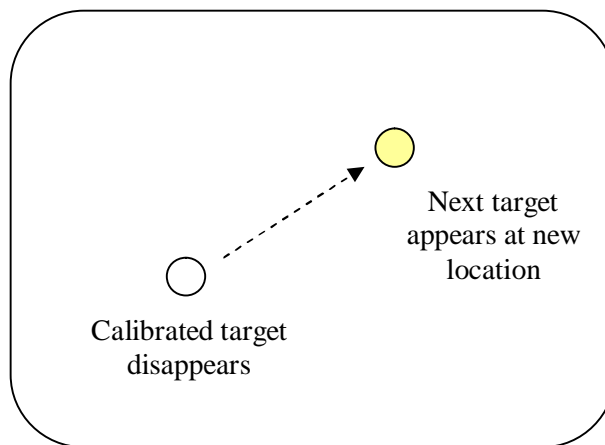 Next target
appears at new
location
Calibrated target
disappears